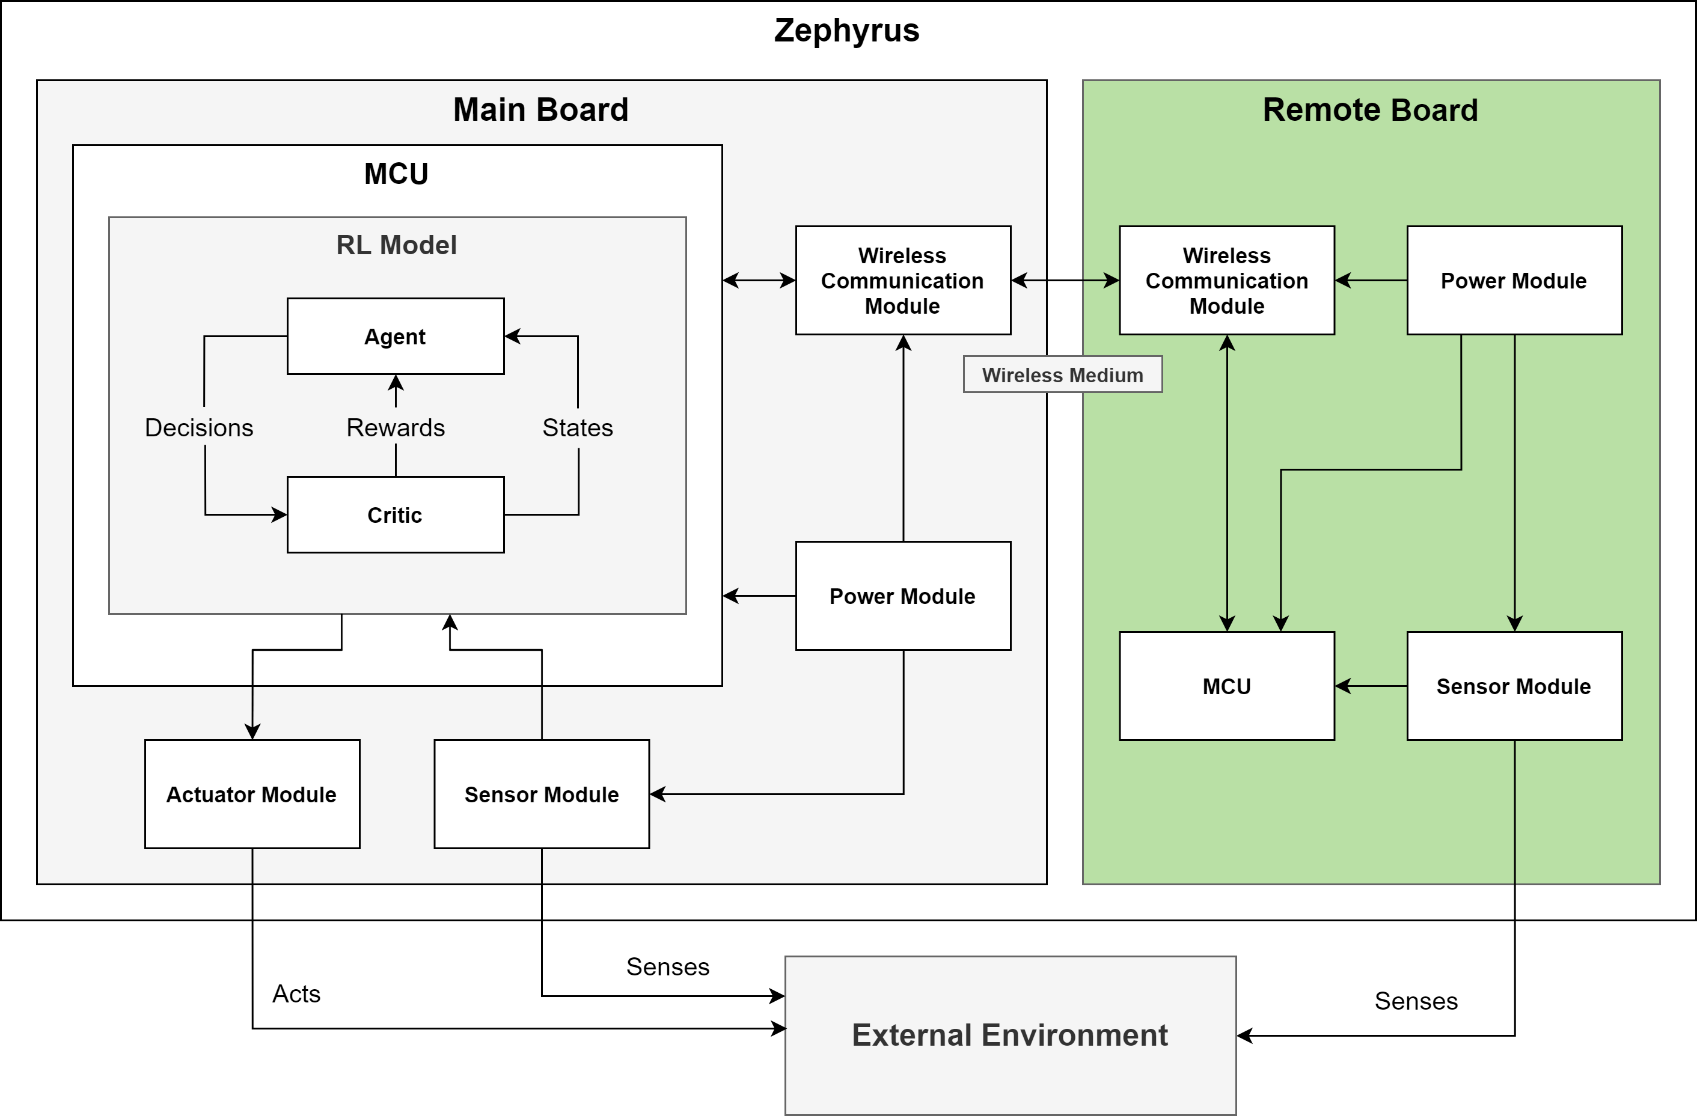 Zephyrus
Main Board
MCU
RL Model
Agent
Decisions
Rewards
States
Critic
Wireless
Communication
Module
Power Module
Actuator Module
Sensor Module
Wireless Medium
Remote Board
Wireless
Communication
Module
Power Module
MCU
Sensor Module
Acts
Senses
Senses
External Environment